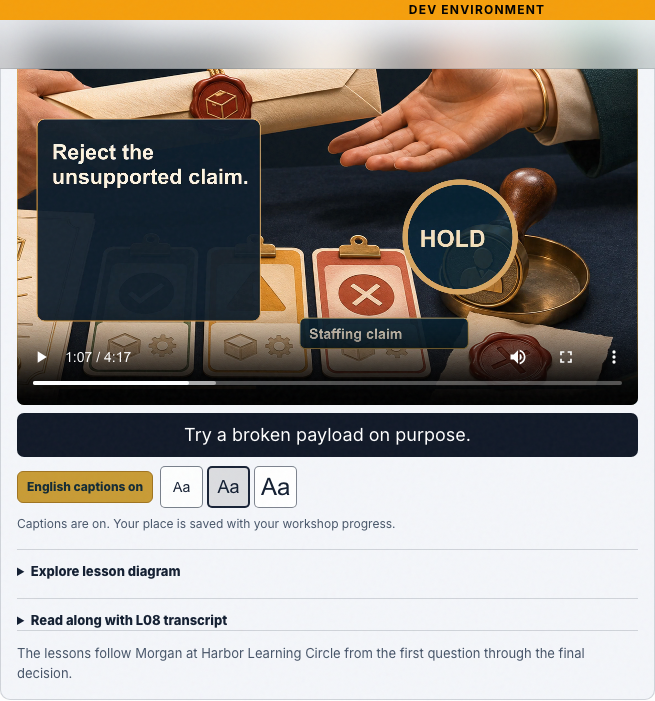 DEV ENVIRONMENT
Reject the
unsupported claim.
HOLD
Staffing claim
1:07 / 4:17
Try a broken payload on purpose.
English captions on
Aa
Aa
Aa
Captions are on. Your place is saved with your workshop progress.
Explore lesson diagram
Read along with L08 transcript
The lessons follow Morgan at Harbor Learning Circle from the first question through the final
decision.